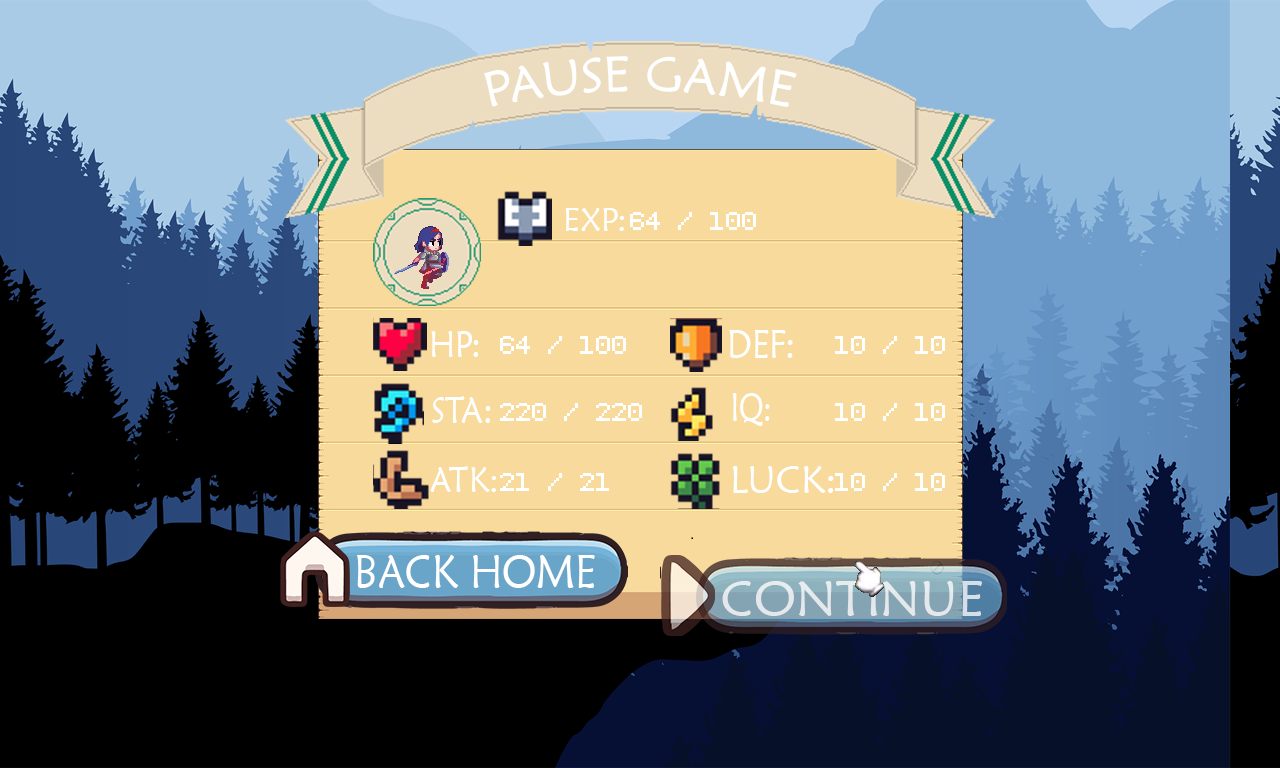 PAUSE GAME
EXP:64 / 100
HP: 64 / 100 DEF: 10 / 10
STA: 220 / 220 IQ: 10 / 10
ATK:21 / 21 LUCK:10 / 10
BACK HOME
CONTINUE